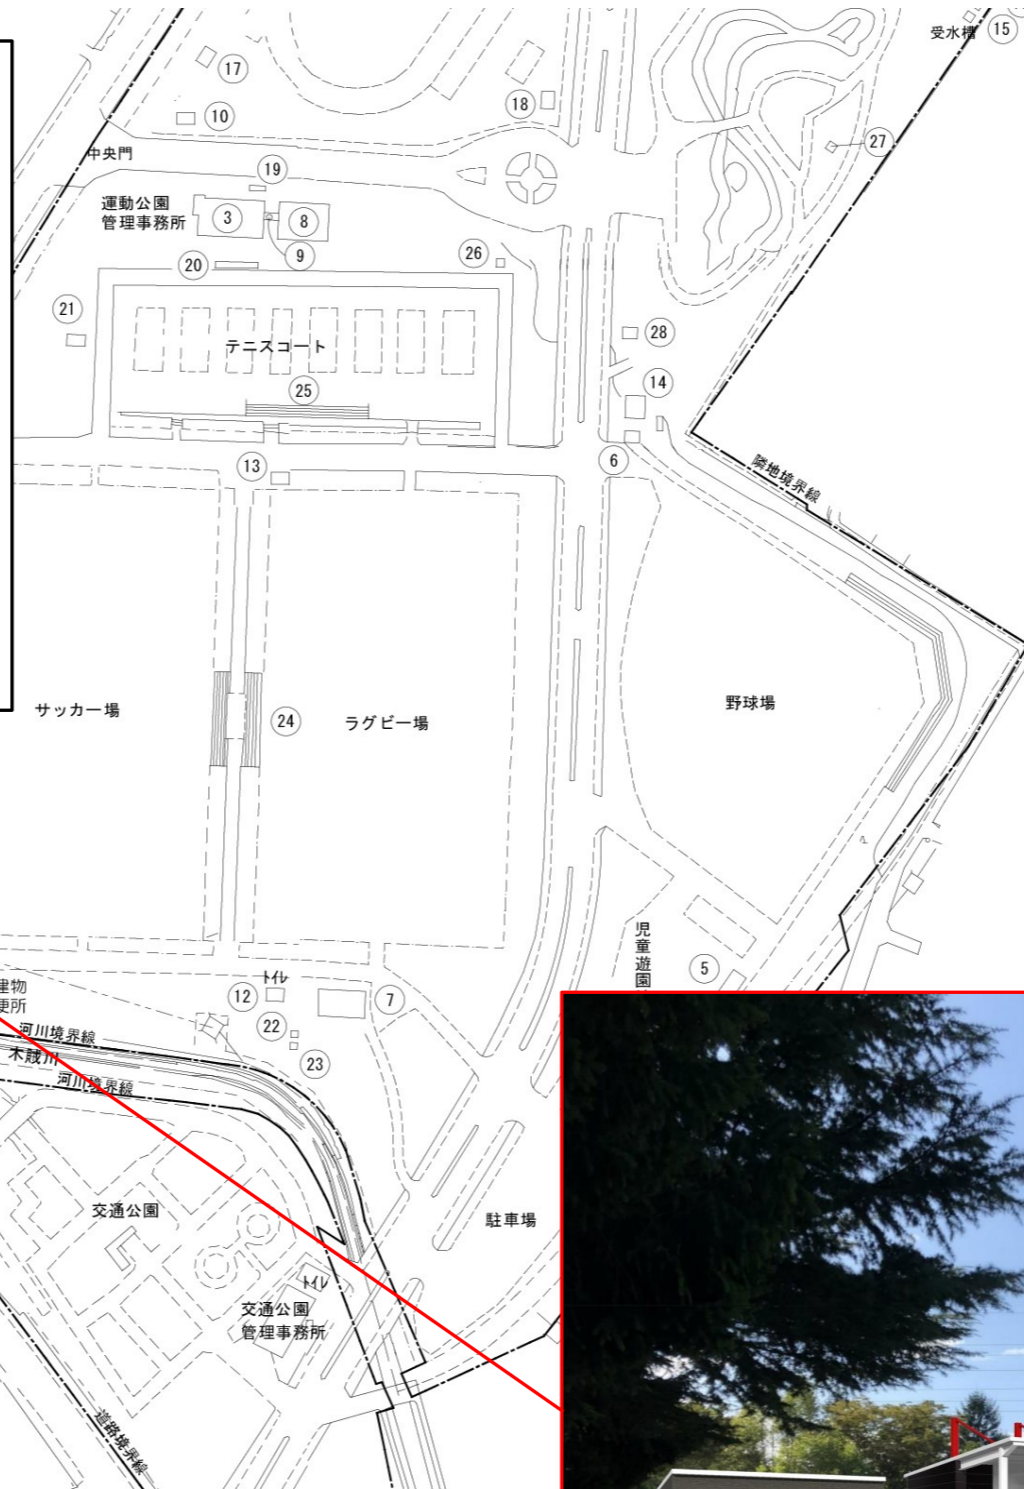 受水槽
15
17
10
18
中央門
27
19
運動公園
管理事務所
3
8
9
26
20
21
28
テニスコート
14
25
6
13
隣地境界線
サッカー場
24
ラグビー場
野球場
児童遊園
5
トイレ
12
7
建物
便所
22
河川境界線
木賊川
23
河川境界線
交通公園
駐車場
トイレ
交通公園
管理事務所
道路境界線